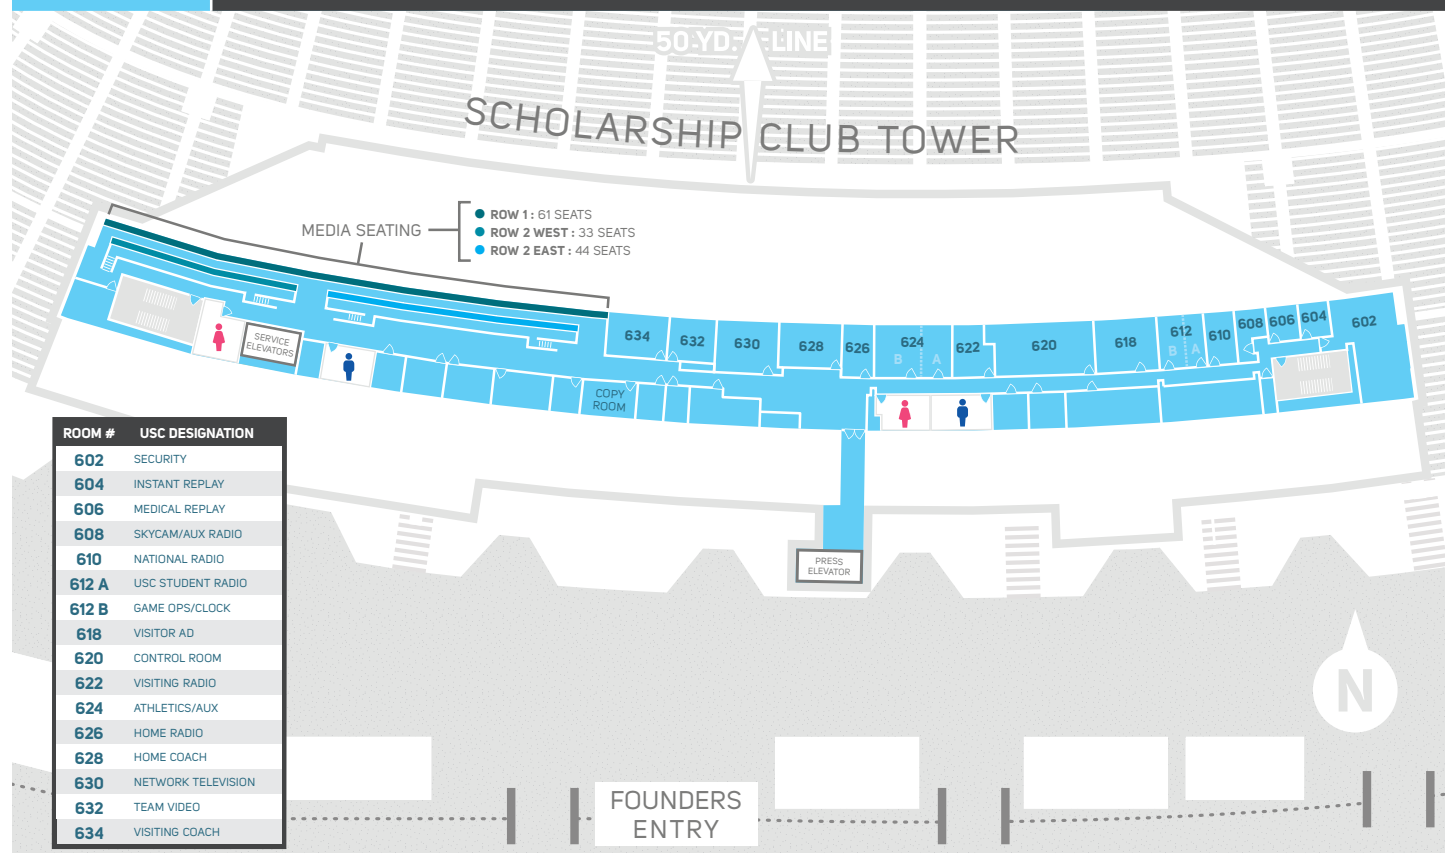 50 YD. LINE
SCHOLARSHIP CLUB TOWER
MEDIA SEATING
ROW 1 : 61 SEATS
ROW 2 WEST : 33 SEATS
ROW 2 EAST : 44 SEATS
634
632
630
628
626
624
B A
622
620
618
612
B A
610
608
606
604
602
SERVICE
ELEVATORS
COPY
ROOM
PRESS
ELEVATOR
ROOM # USC DESIGNATION
602 SECURITY
604 INSTANT REPLAY
606 MEDICAL REPLAY
608 SKYCAM/AUX RADIO
610 NATIONAL RADIO
612 A USC STUDENT RADIO
612 B GAME OPS/CLOCK
618 VISITOR AD
620 CONTROL ROOM
622 VISITING RADIO
624 ATHLETICS/AUX
626 HOME RADIO
628 HOME COACH
630 NETWORK TELEVISION
632 TEAM VIDEO
634 VISITING COACH
N
FOUNDERS
ENTRY